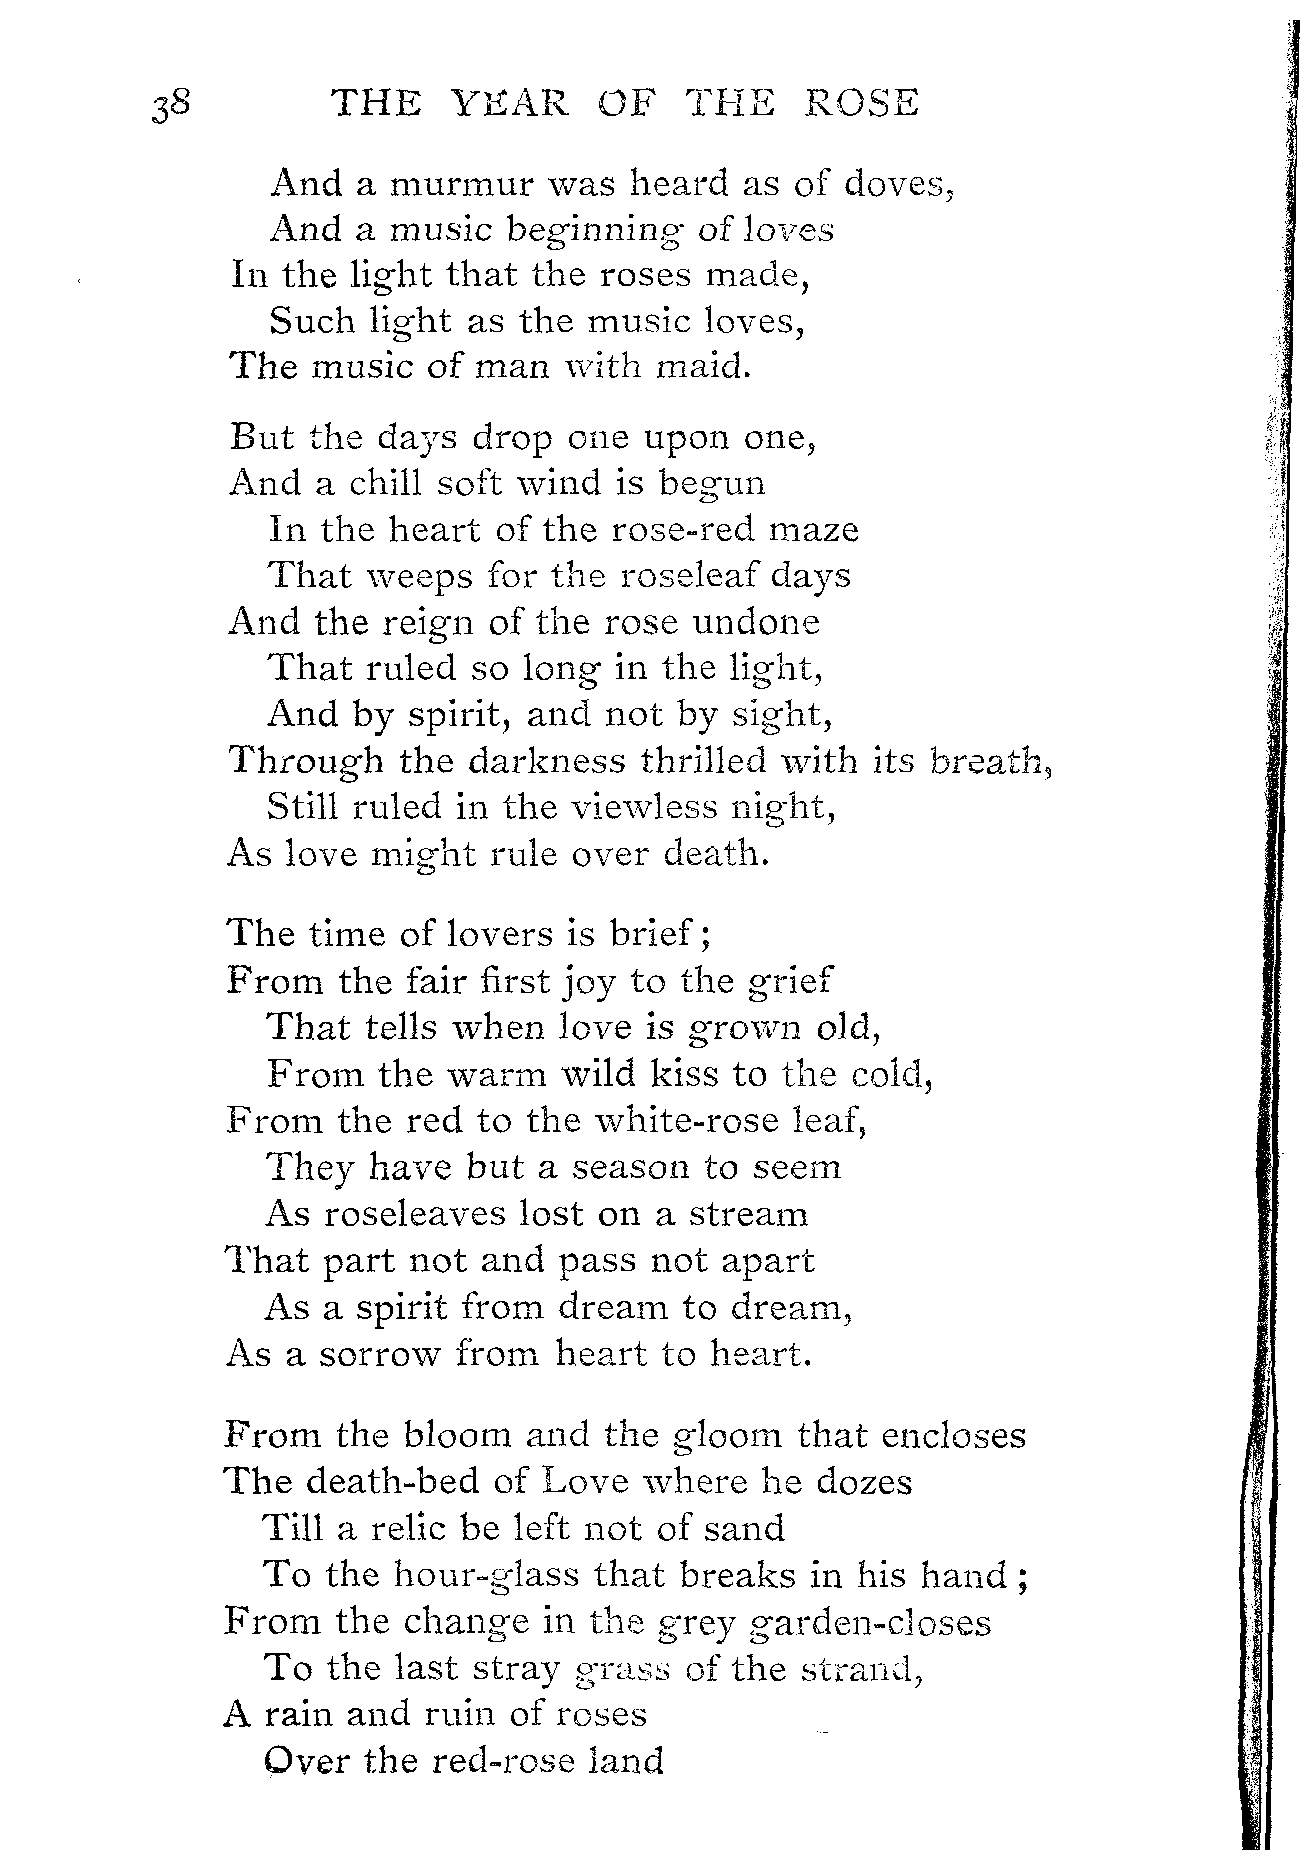 38 THE YEAR OF THE ROSE
And a murmur was heard as of doves,
And a music beginning of loves
In the light that the roses made,
Such light as the music loves,
The music of man with maid.
But the days drop one upon one,
And a chill soft wind is begun
In the heart of the rose-red maze
That weeps for the roseleaf days
And the reign of the rose undone
That ruled so long in the light,
And by spirit, and not by sight,
Through the darkness thrilled with its breath,
Still ruled in the viewless night,
As love might rule over death.
The time of lovers is brief;
From the fair first joy to the grief
That tells when love is grown old,
From the warm wild kiss to the cold,
From the red to the white-rose leaf,
They have but a season to seem
As roseleaves lost on a stream
That part not and pass not apart
As a spirit from dream to dream,
As a sorrow from heart to heart.
From the bloom and the gloom that encloses
The death-bed of Love where he dozes
Till a relic be left not of sand
To the hour-glass that breaks in his hand;
From the change in the grey garden-closes
To the last stray grass of the strand,
A rain and ruin of roses
Over the red-rose land